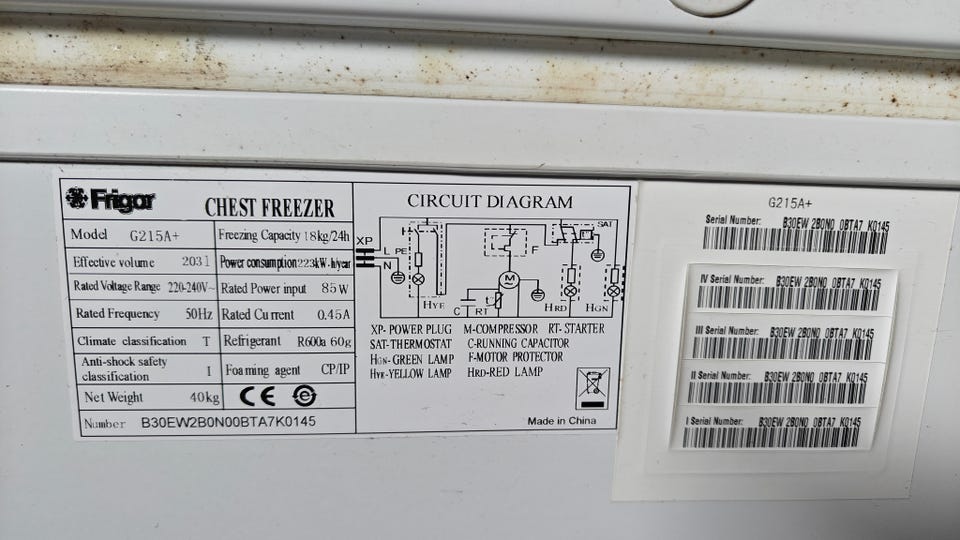 Frigor
CHEST FREEZER
Model G215A+
Freezing Capacity 18kg/24h
Effective volume 203l
Power consumption 223kW·h/year
Rated Voltage Range 220-240V~
Rated Power input 85W
Rated Frequency 50Hz
Rated Current 0.45A
Climate classification T
Refrigerant R600a 60g
Anti-shock safety
classification I
Foaming agent CP/IP
Net Weight 40kg
CE
Number B30EW2B0N00BTA7K0145
CIRCUIT DIAGRAM
XP
L
PE
N
HYE
C
RT
M
F
HRD
SAT
HGN
XP-POWER PLUG M-COMPRESSOR RT-STARTER
SAT-THERMOSTAT C-RUNNING CAPACITOR
HGN-GREEN LAMP F-MOTOR PROTECTOR
HYE-YELLOW LAMP HRD-RED LAMP
Made in China
G215A+
Serial Number: B30EW 2B0N0 0BTA7 K0145
IV Serial Number: B30EW 2B0N0 0BTA7 K0145
III Serial Number: B30EW 2B0N0 0BTA7 K0145
II Serial Number: B30EW 2B0N0 0BTA7 K0145
I Serial Number: B30EW 2B0N0 0BTA7 K0145